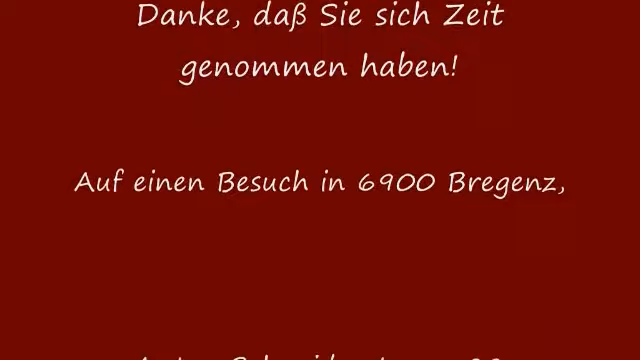 Danke, daß Sie sich Zeit
genommen haben!
Auf einen Besuch in 6900 Bregenz,